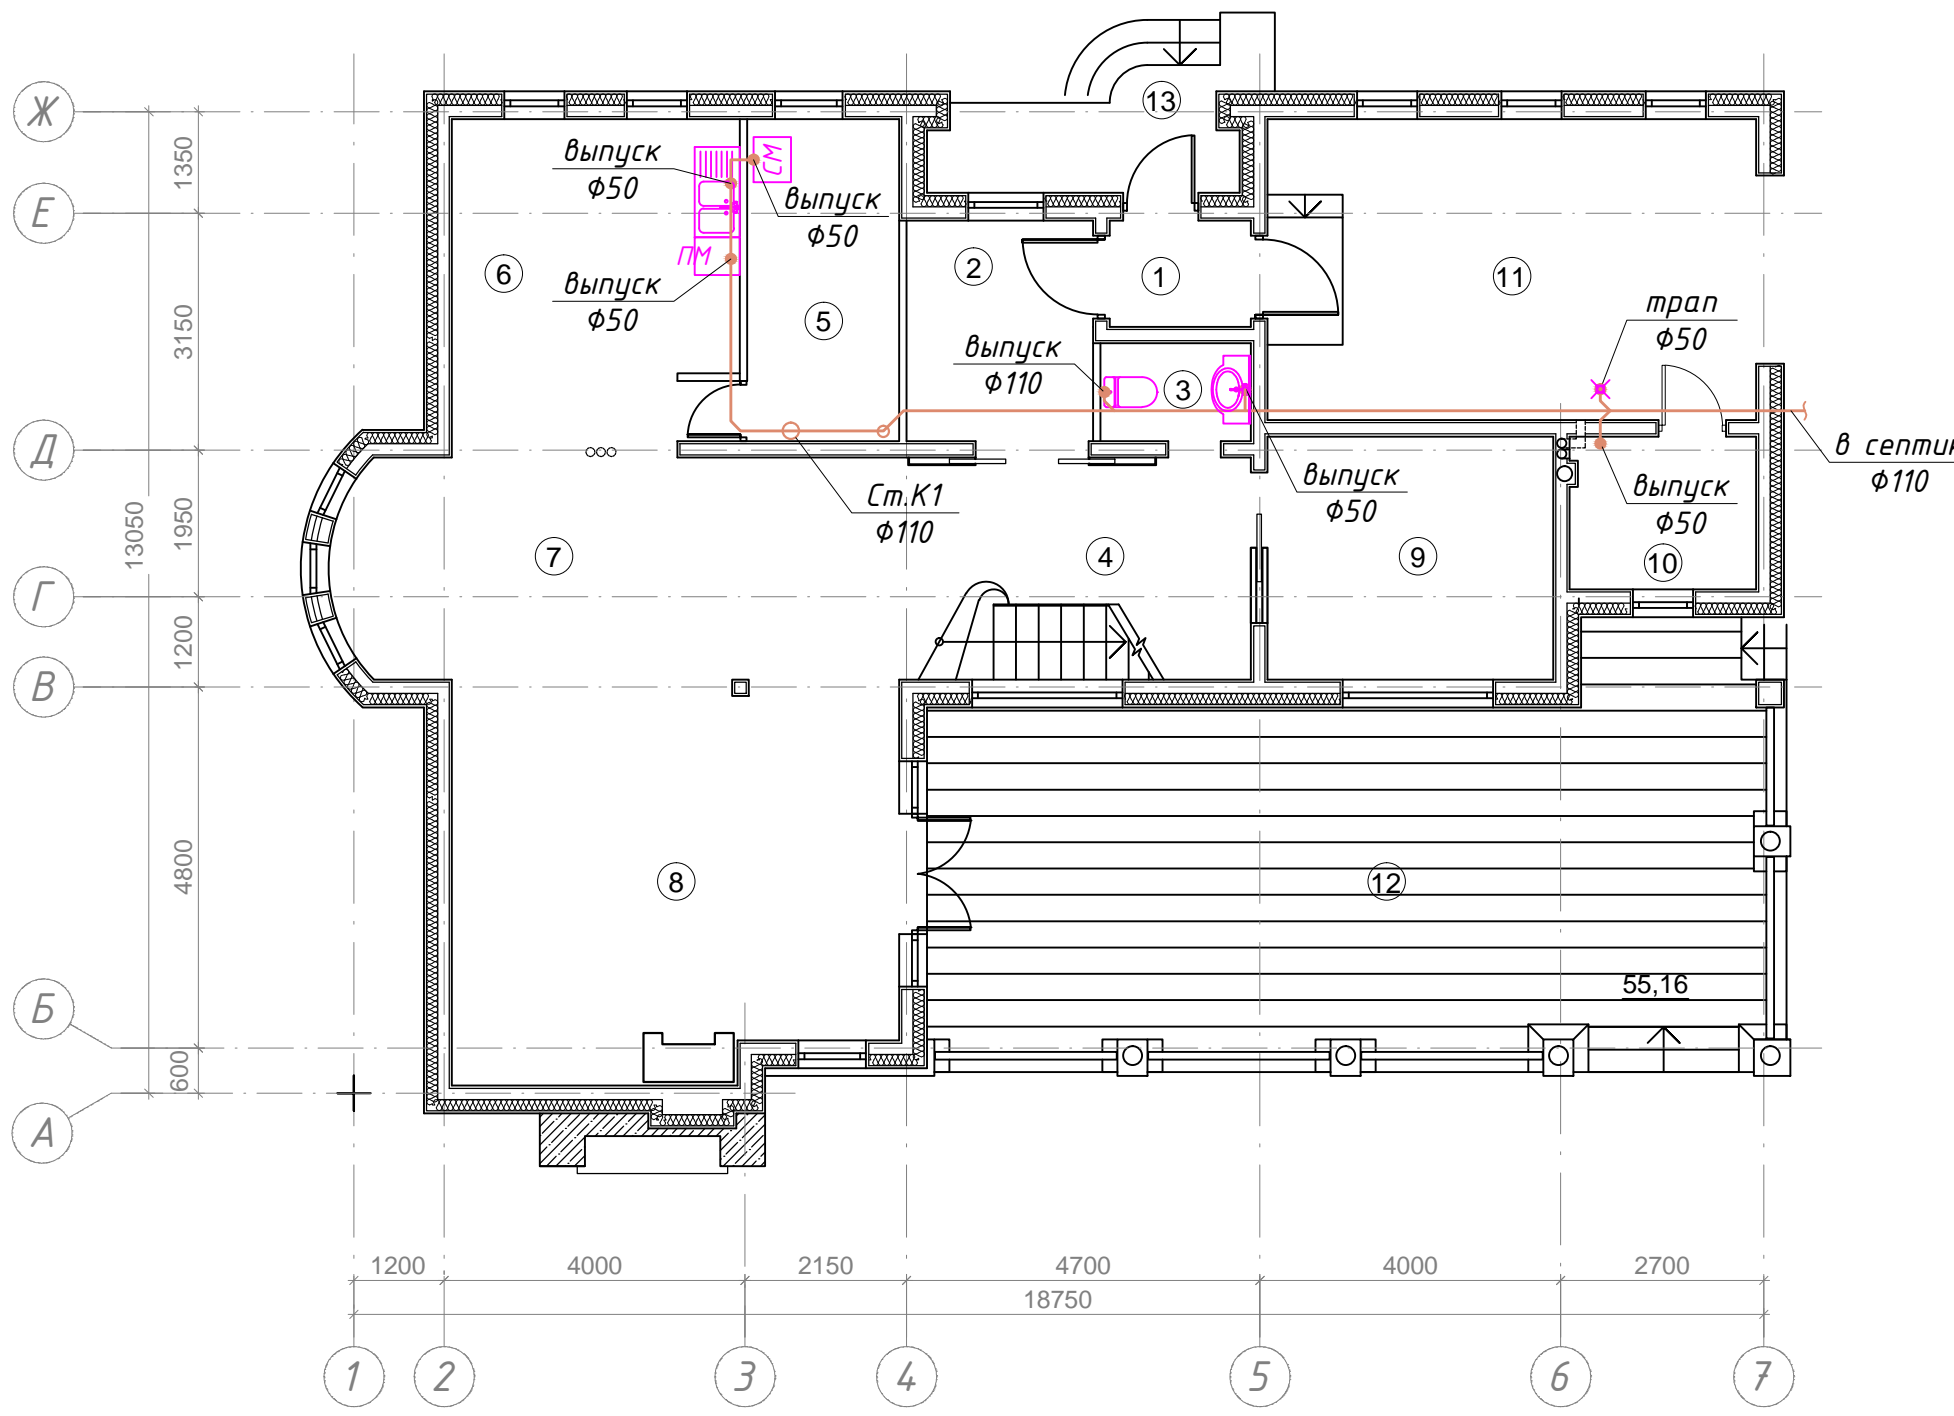 Ж
13
1350
выпуск
Ф50
СМ
Е
выпуск
Ф50
ПМ
6
2
1
11
3150
выпуск
Ф50
5
трап
Ф50
выпуск
Ф110
3
Д
в септик
Ф110
выпуск
Ф50
выпуск
Ф50
Ст.К1
Ф110
13050
1950
7
4
9
10
Г
1200
В
4800
8
12
55,16
Б
600
А
1200
4000
2150
4700
4000
2700
18750
1
2
3
4
5
6
7